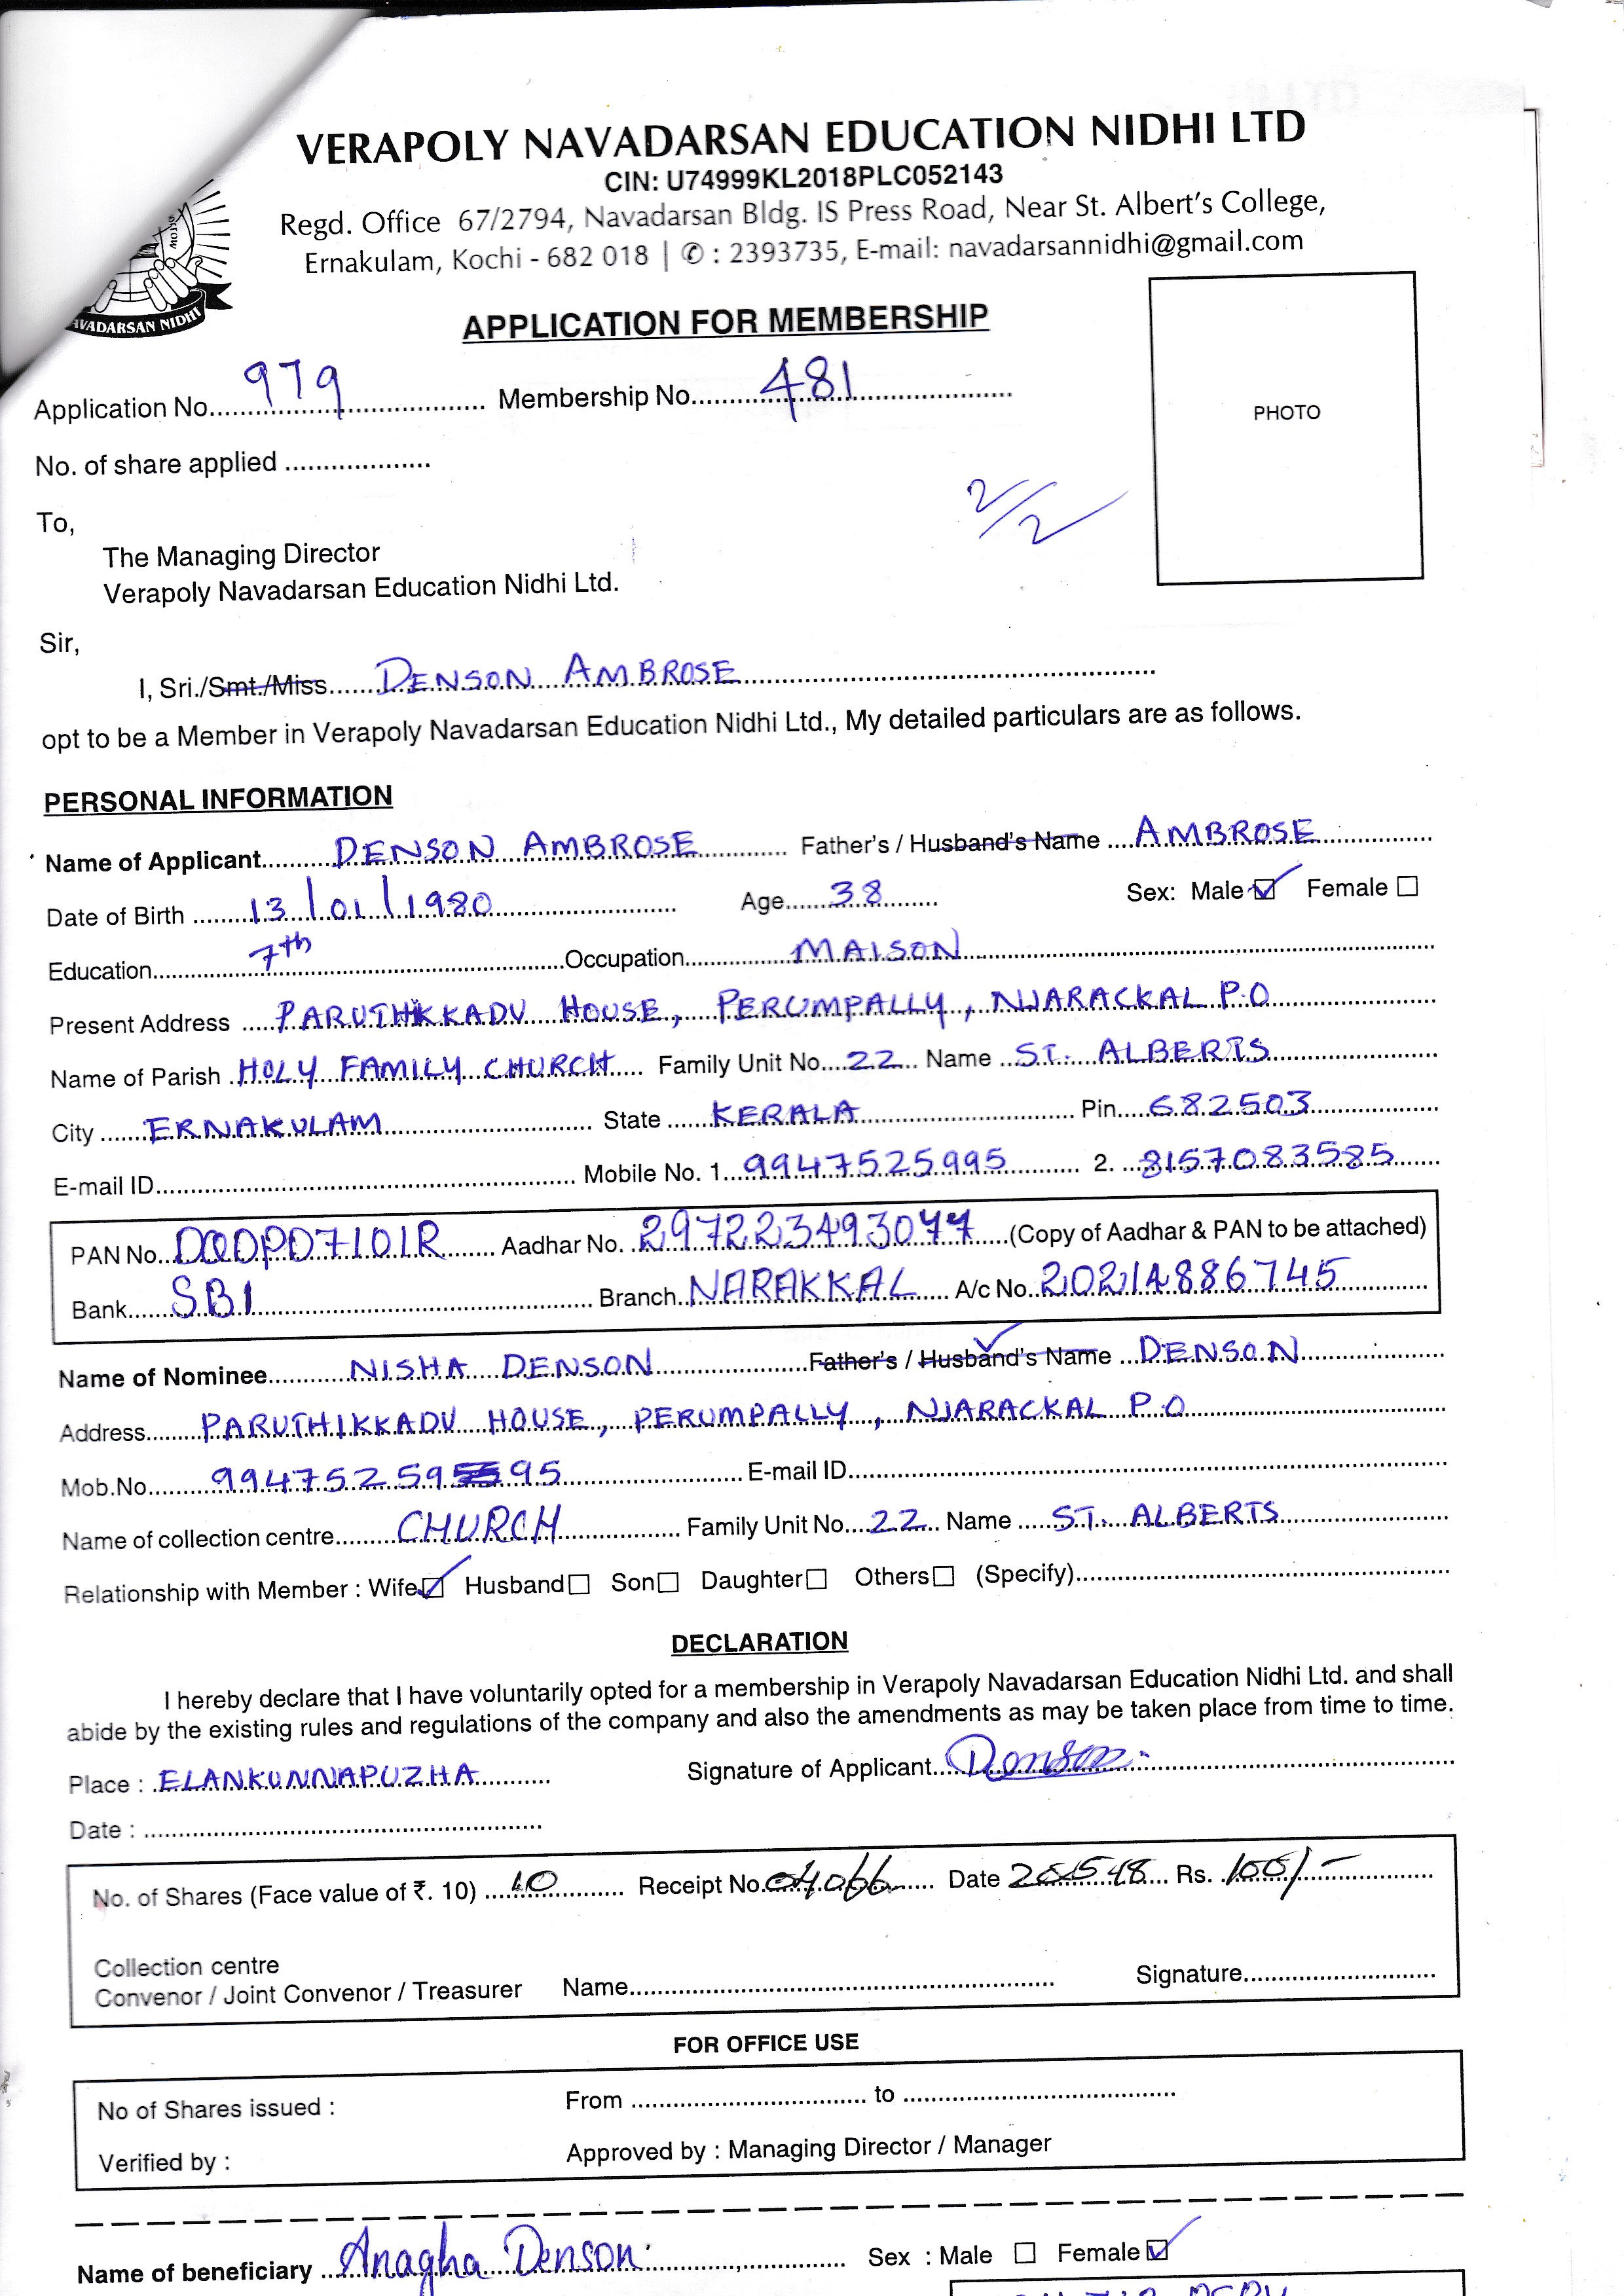 VERAPOLY NAVADARSAN EDUCATION NIDHI LTD
CIN: U74999KL2018PLC052143
Regd. Office 67/2794, Navadarsan Bldg. IS Press Road, Near St. Albert's College,
Ernakulam, Kochi - 682 018 | ✆ : 2393735, E-mail: navadarsannidhi@gmail.com
AVADARSAN NIDHI
APPLICATION FOR MEMBERSHIP
Application No. 979 Membership No. 481
PHOTO
No. of share applied
2/2
To,
The Managing Director
Verapoly Navadarsan Education Nidhi Ltd.
Sir,
I, Sri./Smt./Miss DENSON AMBROSE
opt to be a Member in Verapoly Navadarsan Education Nidhi Ltd., My detailed particulars are as follows.
PERSONAL INFORMATION
Name of Applicant DENSON AMBROSE Father's / Husband's Name AMBROSE
Date of Birth 13/01/1980 Age 38 Sex: Male ☑ Female ☐
Education 7th Occupation MAISON
Present Address PARUTHIKKADU HOUSE, PERUMPALLY, NJARACKAL P.O
Name of Parish HOLY FAMILY CHURCH Family Unit No. 22 Name ST. ALBERTS
City ERNAKULAM State KERALA Pin 682503
E-mail ID Mobile No. 1. 9947525995 2. 8157083585
PAN No. DQDPD7101R Aadhar No. 297223493077 (Copy of Aadhar & PAN to be attached)
Bank SBI Branch NARAKKAL A/c No. 20214886745
Name of Nominee NISHA DENSON Father's / Husband's Name DENSON
Address PARUTHIKKADU HOUSE, PERUMPALLY, NJARACKAL P.O
Mob.No. 99475259 95 E-mail ID
Name of collection centre CHURCH Family Unit No. 22 Name ST. ALBERTS
Relationship with Member : Wife ☑ Husband ☐ Son ☐ Daughter ☐ Others ☐ (Specify)
DECLARATION
I hereby declare that I have voluntarily opted for a membership in Verapoly Navadarsan Education Nidhi Ltd. and shall
abide by the existing rules and regulations of the company and also the amendments as may be taken place from time to time.
Place : ELANKUNNAPUZHA Signature of Applicant Denson
Date :
No. of Shares (Face value of ₹. 10) 10 Receipt No. 04066 Date Rs. 100/-
Collection centre
Convenor / Joint Convenor / Treasurer Name Signature
FOR OFFICE USE
No of Shares issued : From to
Verified by : Approved by : Managing Director / Manager
Name of beneficiary Anagha Denson Sex : Male ☐ Female ☑